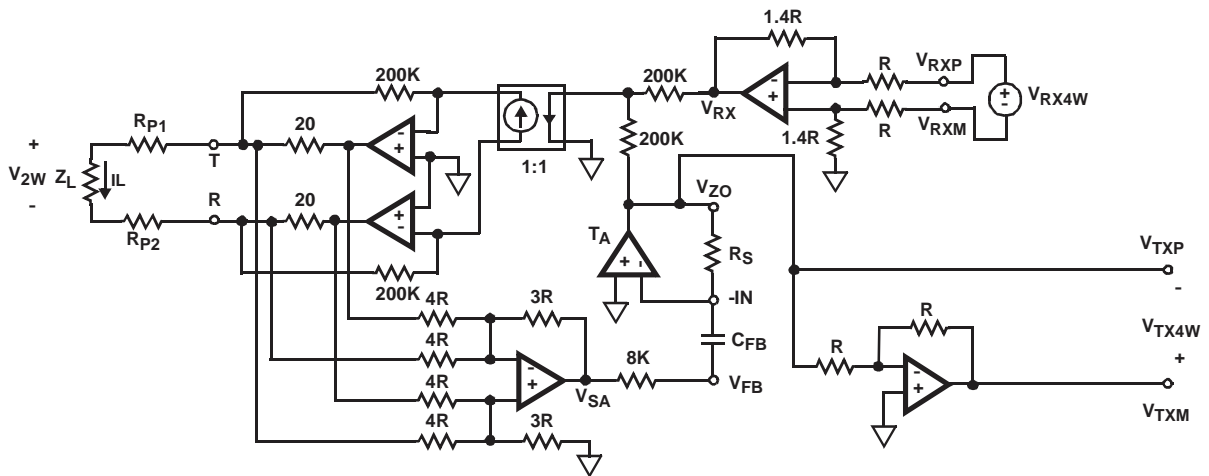 1.4R
V_RXP
R
V_RX4W
+
-
200K
200K
-
+
V_RX
V_RXM
R
1.4R
200K
1:1
R_P1
20
T
-
+
+
V_2W
-
Z_L
IL
R
20
+
-
R_P2
200K
V_ZO
T_A
+
-
R_S
-IN
C_FB
V_FB
4R
3R
4R
4R
4R
3R
-
+
V_SA
8K
V_TXP
-
V_TX4W
+
V_TXM
R
R
-
+